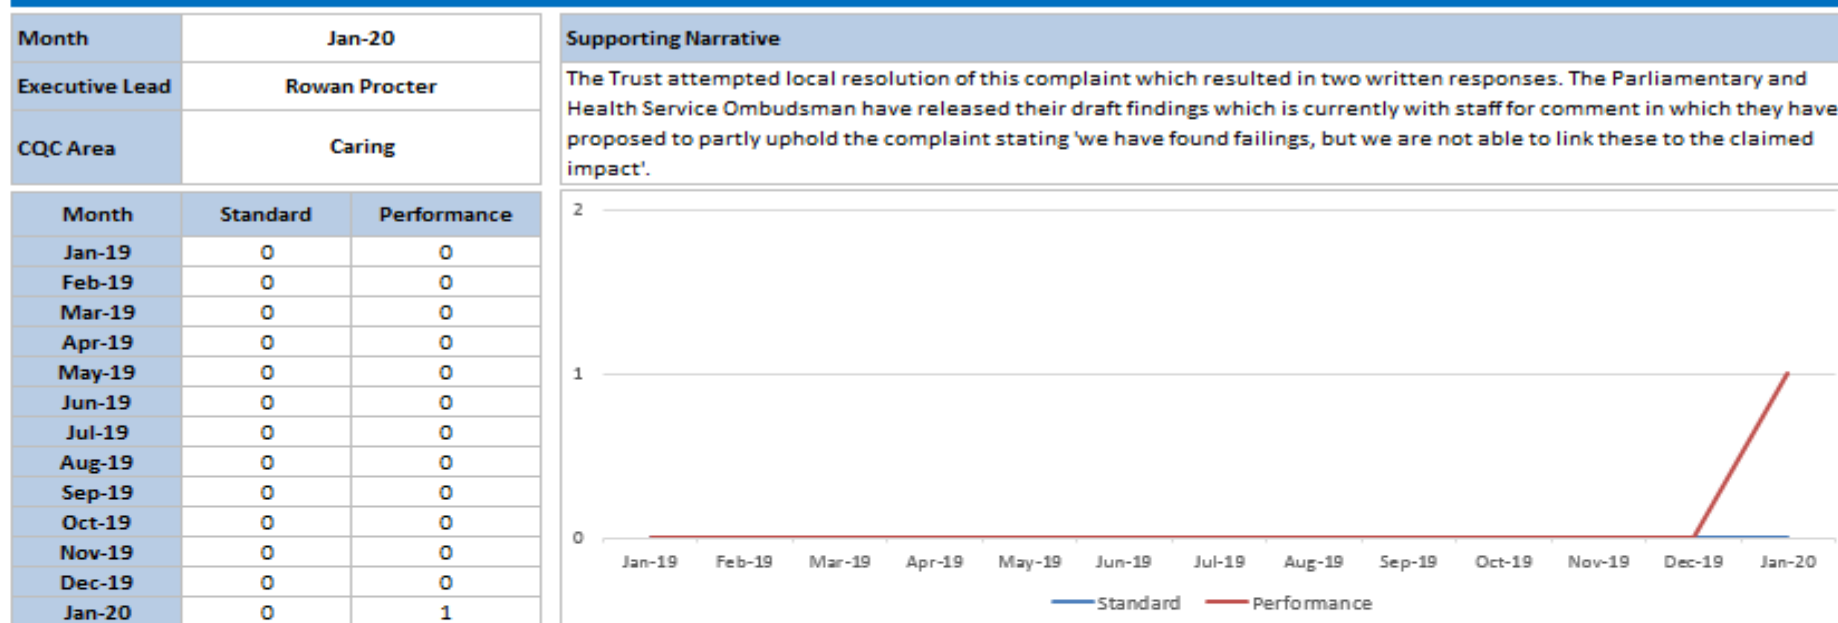 Month Jan-20
Executive Lead Rowan Procter
CQC Area Caring
Supporting Narrative
The Trust attempted local resolution of this complaint which resulted in two written responses. The Parliamentary and
Health Service Ombudsman have released their draft findings which is currently with staff for comment in which they have
proposed to partly uphold the complaint stating 'we have found failings, but we are not able to link these to the claimed
impact'.
Month Standard Performance
Jan-19 0 0
Feb-19 0 0
Mar-19 0 0
Apr-19 0 0
May-19 0 0
Jun-19 0 0
Jul-19 0 0
Aug-19 0 0
Sep-19 0 0
Oct-19 0 0
Nov-19 0 0
Dec-19 0 0
Jan-20 0 1
2
1
0
Jan-19 Feb-19 Mar-19 Apr-19 May-19 Jun-19 Jul-19 Aug-19 Sep-19 Oct-19 Nov-19 Dec-19 Jan-20
Standard Performance